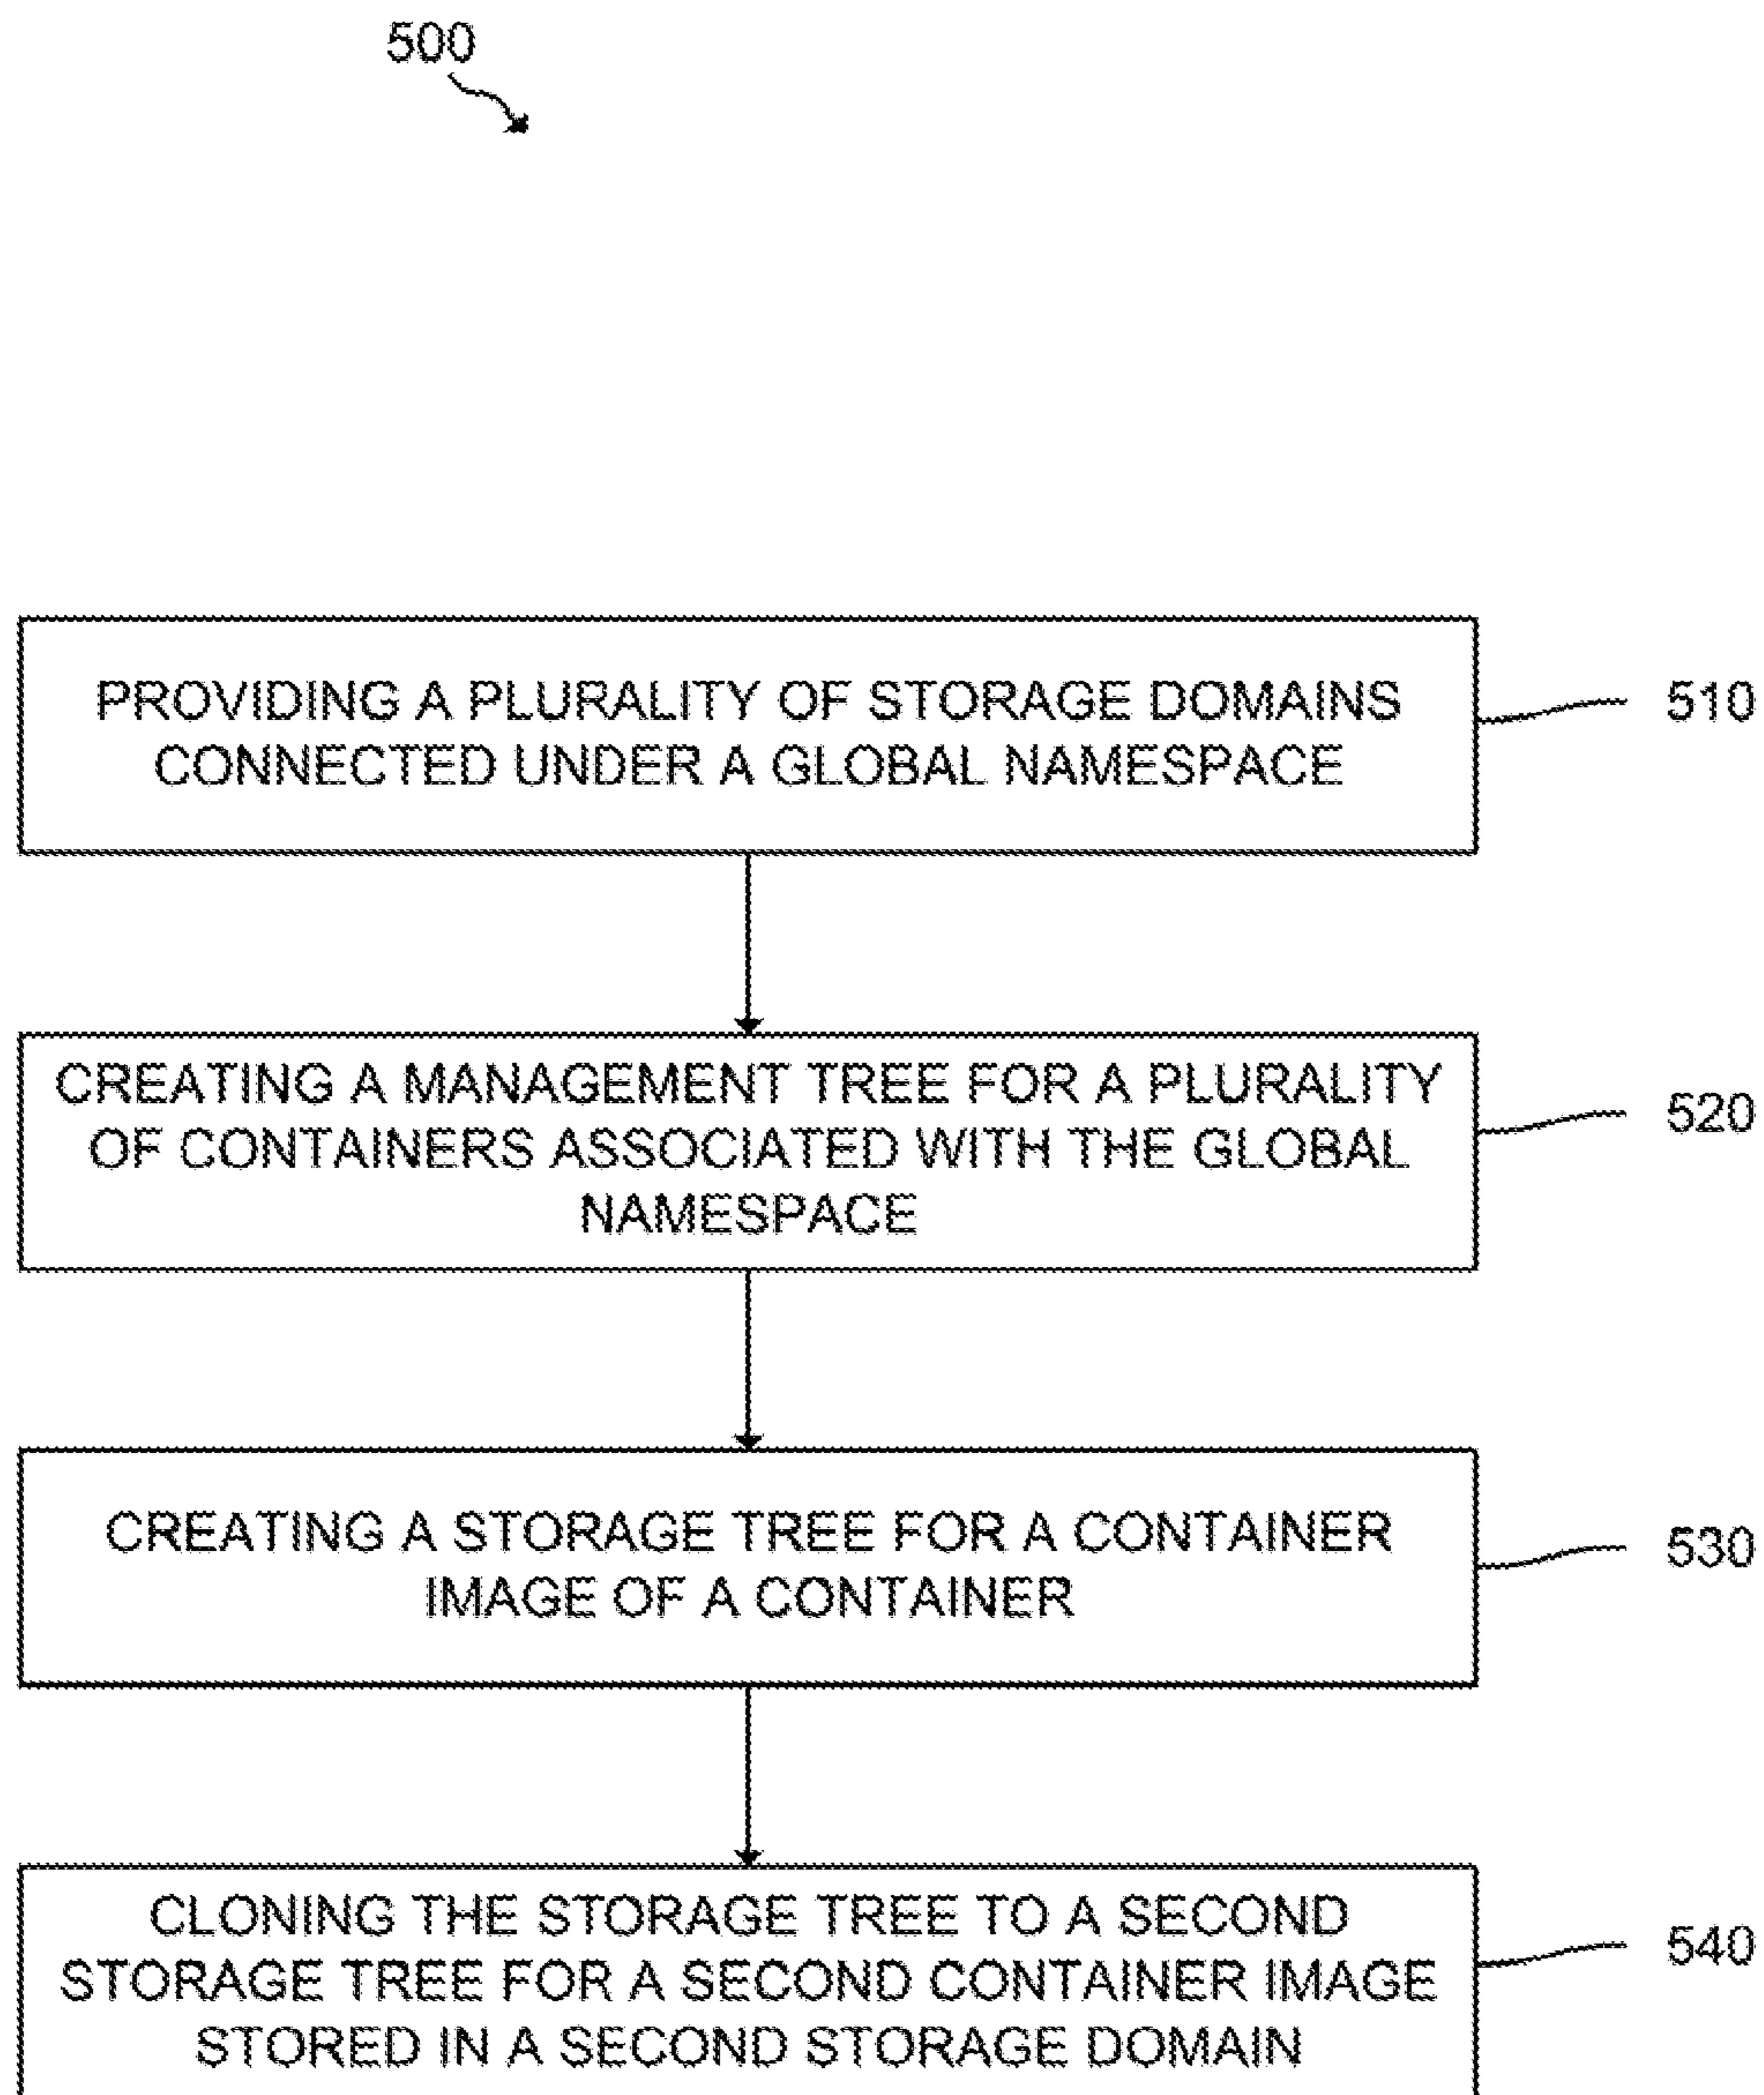 500
PROVIDING A PLURALITY OF STORAGE DOMAINS
CONNECTED UNDER A GLOBAL NAMESPACE
510
CREATING A MANAGEMENT TREE FOR A PLURALITY
OF CONTAINERS ASSOCIATED WITH THE GLOBAL
NAMESPACE
520
CREATING A STORAGE TREE FOR A CONTAINER
IMAGE OF A CONTAINER
530
CLONING THE STORAGE TREE TO A SECOND
STORAGE TREE FOR A SECOND CONTAINER IMAGE
STORED IN A SECOND STORAGE DOMAIN
540